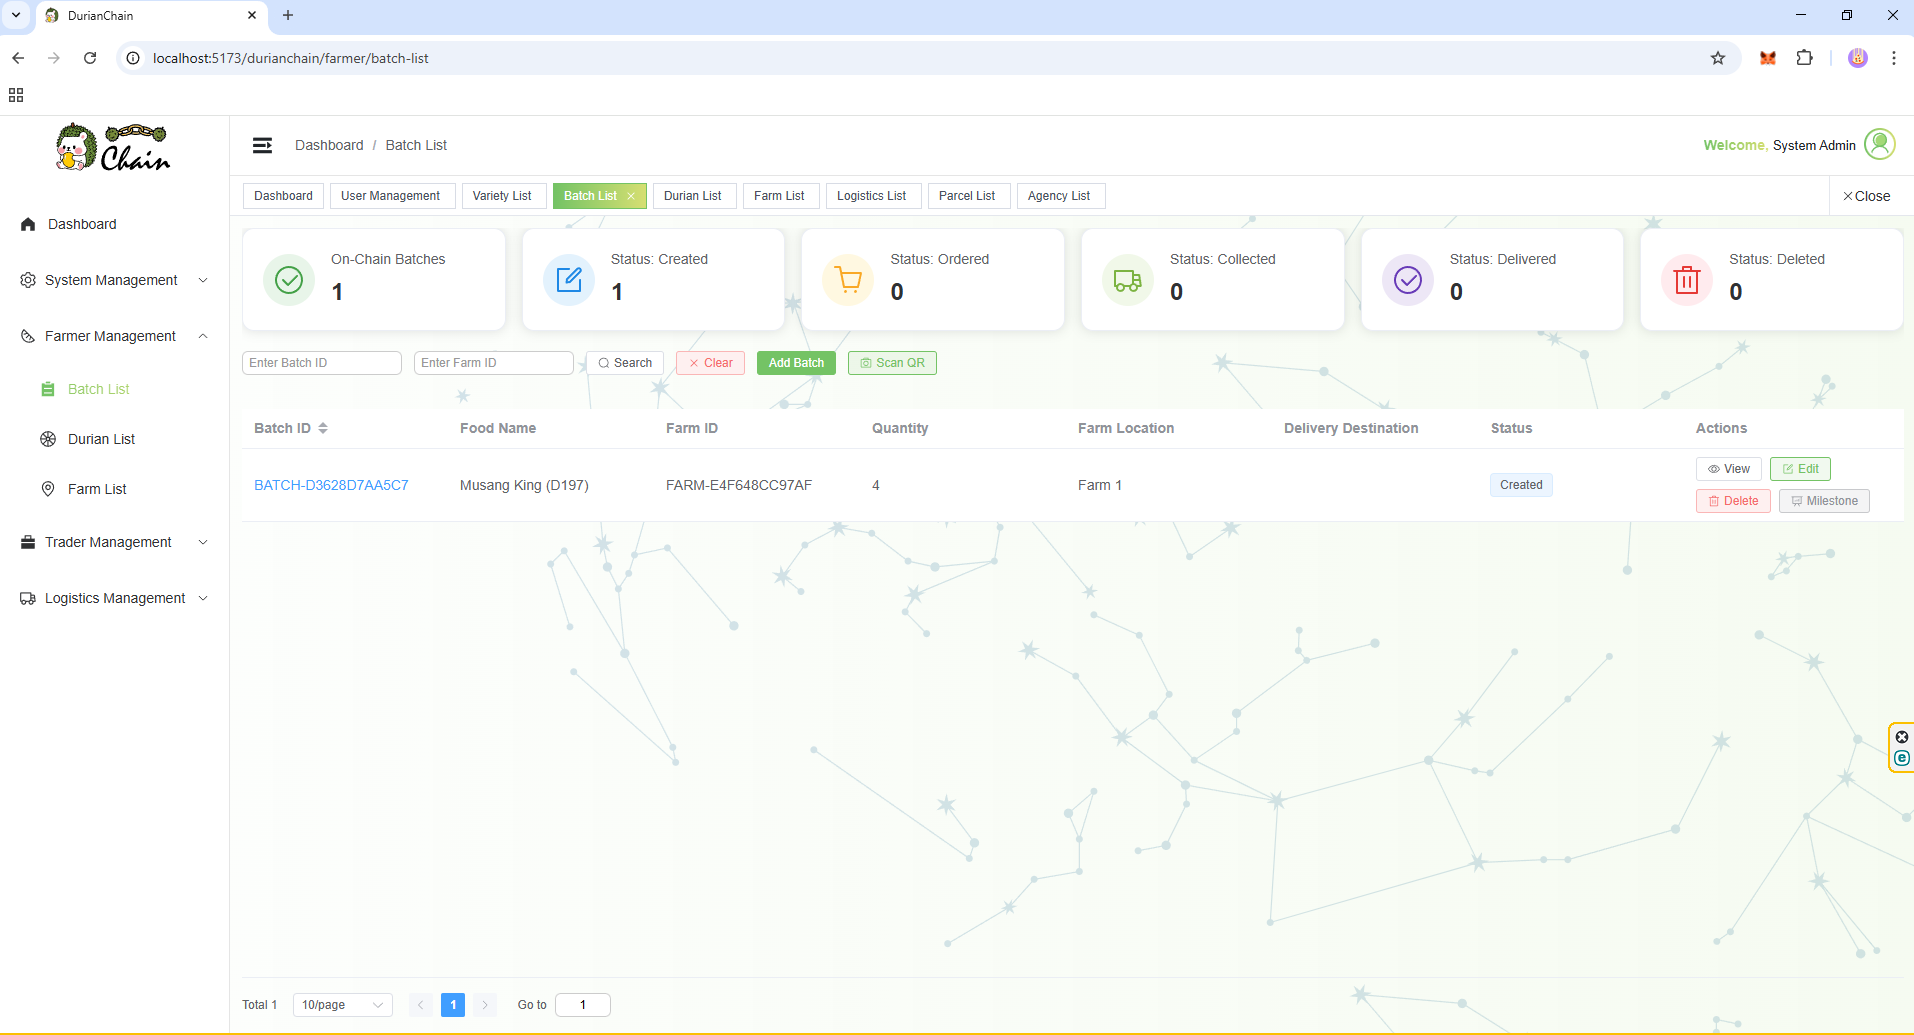 DurianChain
localhost:5173/durianchain/farmer/batch-list
Chain
Dashboard / Batch List
Welcome, System Admin
Dashboard User Management Variety List Batch List Durian List Farm List Logistics List Parcel List Agency List Close
Dashboard
System Management
Farmer Management
Batch List
Durian List
Farm List
Trader Management
Logistics Management
On-Chain Batches
1
Status: Created
1
Status: Ordered
0
Status: Collected
0
Status: Delivered
0
Status: Deleted
0
Enter Batch ID Enter Farm ID Search Clear Add Batch Scan QR
Batch ID Food Name Farm ID Quantity Farm Location Delivery Destination Status Actions
BATCH-D3628D7AA5C7 Musang King (D197) FARM-E4F648CC97AF 4 Farm 1 Created
View Edit
Delete Milestone
Total 1 10/page 1 Go to 1